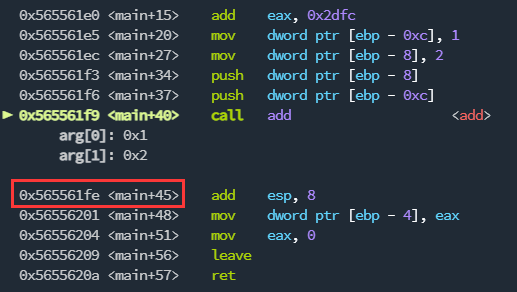 0x565561e0 <main+15> add eax, 0x2dfc
0x565561e5 <main+20> mov dword ptr [ebp - 0xc], 1
0x565561ec <main+27> mov dword ptr [ebp - 8], 2
0x565561f3 <main+34> push dword ptr [ebp - 8]
0x565561f6 <main+37> push dword ptr [ebp - 0xc]
► 0x565561f9 <main+40> call add <add>
arg[0]: 0x1
arg[1]: 0x2
0x565561fe <main+45> add esp, 8
0x56556201 <main+48> mov dword ptr [ebp - 4], eax
0x56556204 <main+51> mov eax, 0
0x56556209 <main+56> leave
0x5655620a <main+57> ret